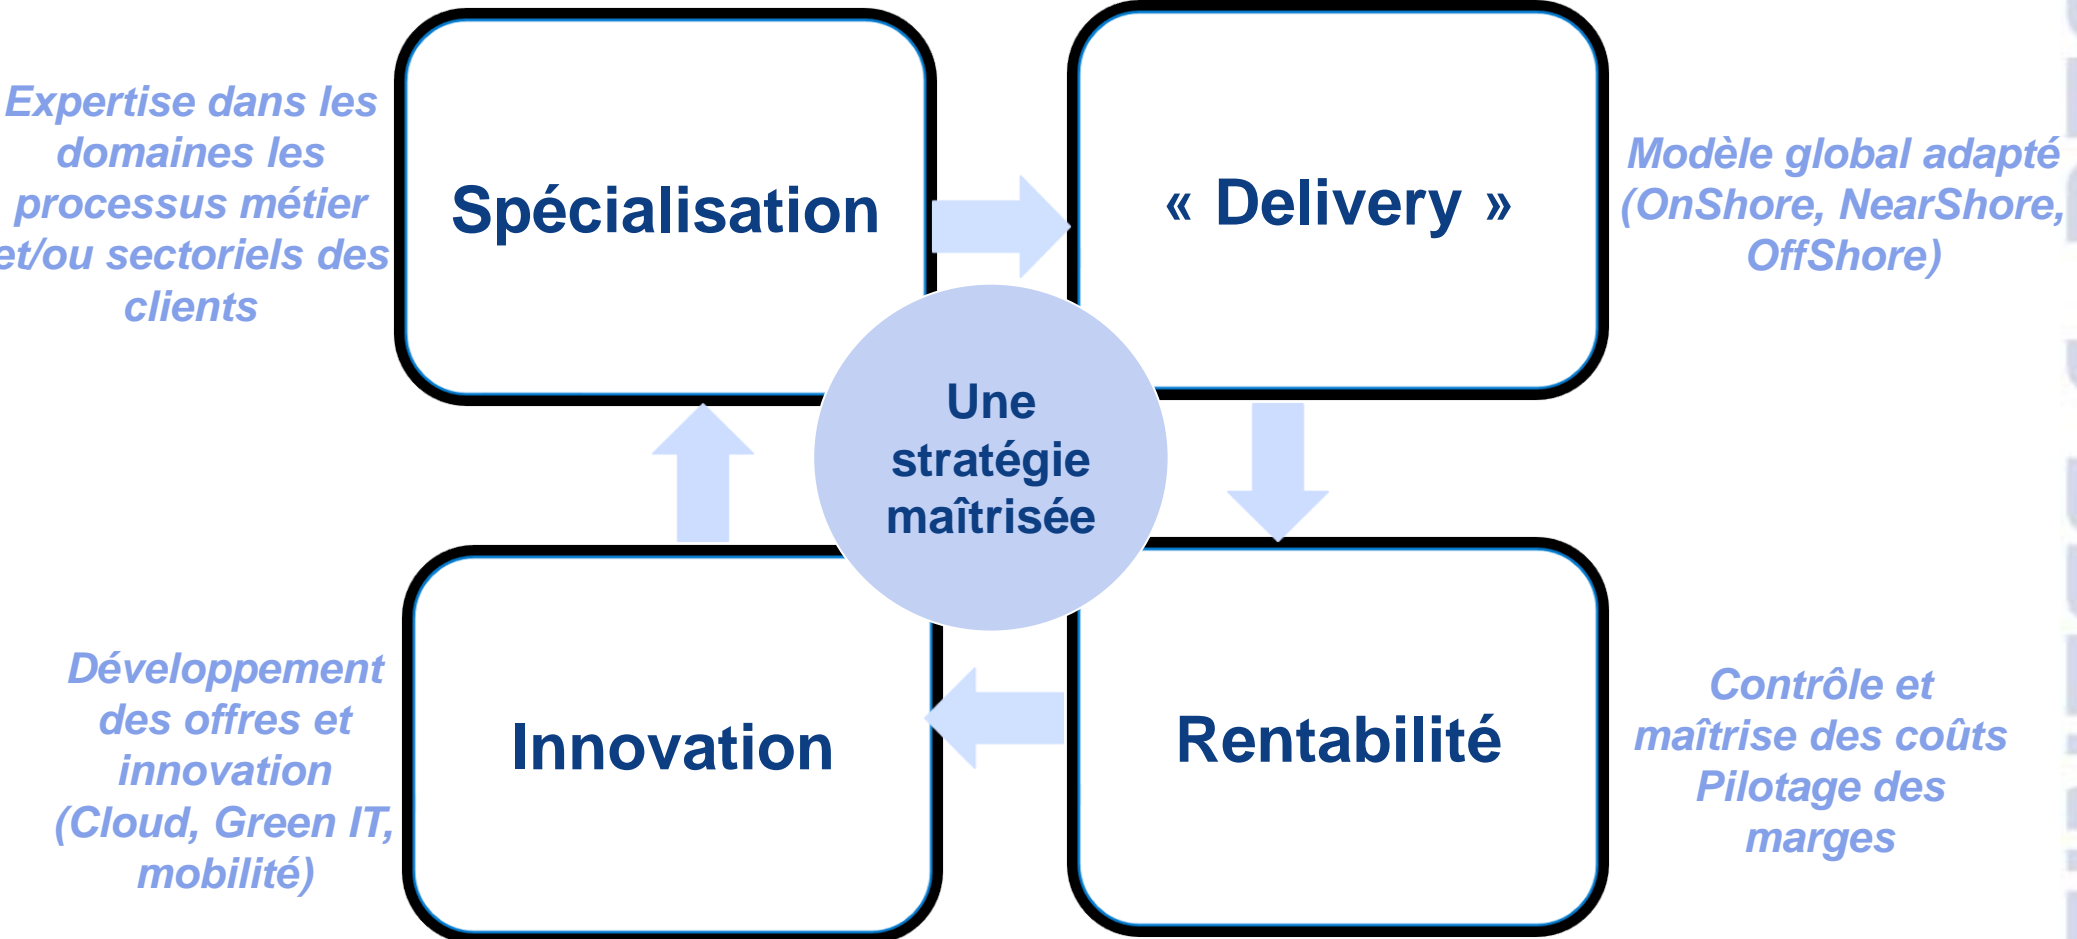 Expertise dans les
domaines les
processus métier
et/ou sectoriels des
clients
Spécialisation
« Delivery »
Modèle global adapté
(OnShore, NearShore,
OffShore)
Une
stratégie
maîtrisée
Développement
des offres et
innovation
(Cloud, Green IT,
mobilité)
Innovation
Rentabilité
Contrôle et
maîtrise des coûts
Pilotage des
marges